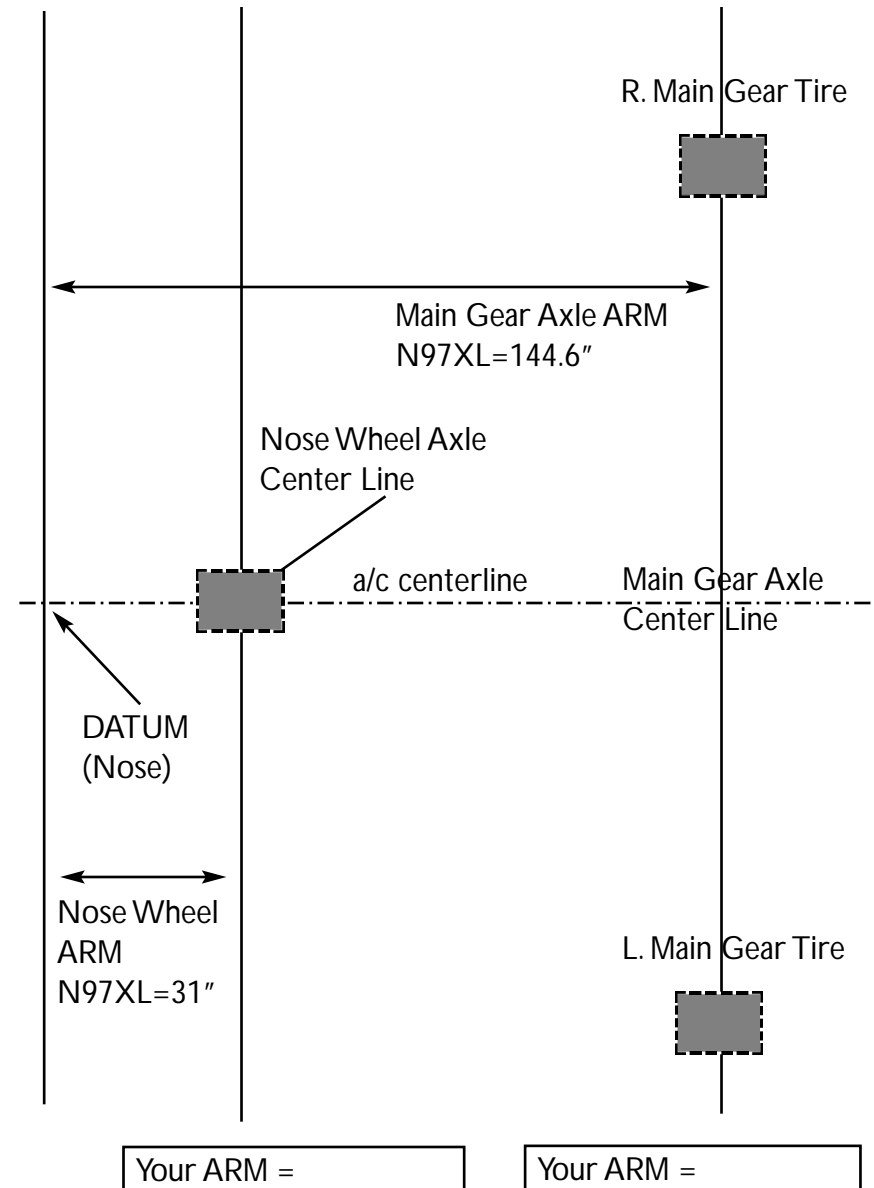 R. Main Gear Tire
Main Gear Axle ARM
N97XL=144.6″
Nose Wheel Axle
Center Line
a/c centerline
Main Gear Axle
Center Line
DATUM
(Nose)
Nose Wheel
ARM
N97XL=31″
L. Main Gear Tire
Your ARM =
Your ARM =